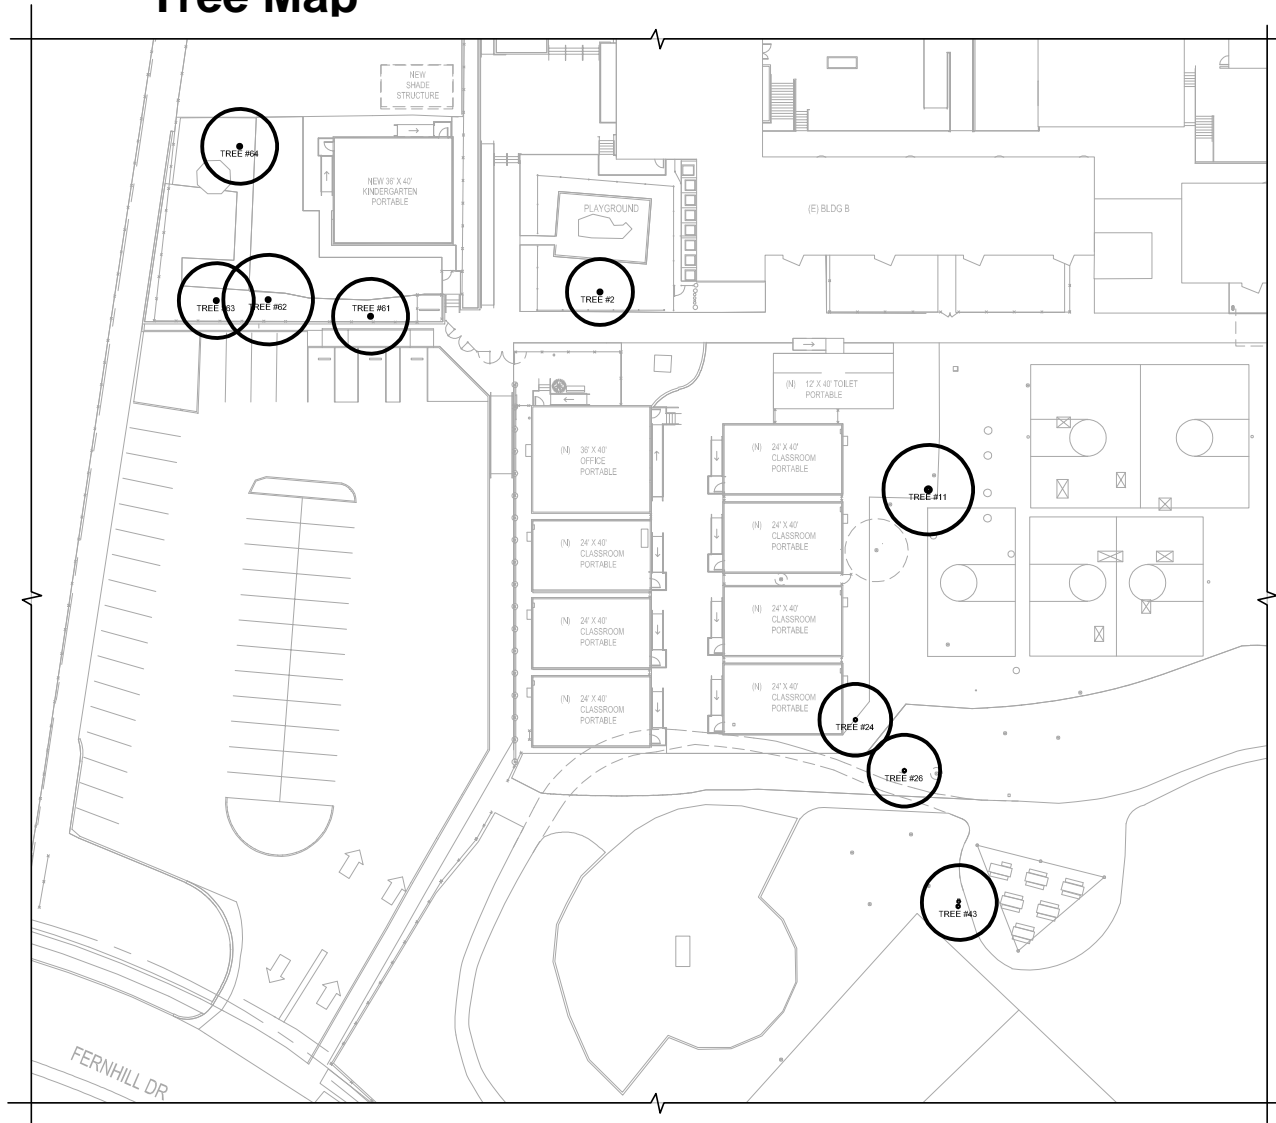 Tree Map
NEW
SHADE
STRUCTURE
TREE #64
NEW 36' X 40'
KINDERGARTEN
PORTABLE
PLAYGROUND
(E) BLDG B
TREE #63
TREE #62
TREE #61
TREE #2
(N) 12' X 40' TOILET
PORTABLE
(N) 36' X 40'
OFFICE
PORTABLE
(N) 24' X 40'
CLASSROOM
PORTABLE
TREE #11
(N) 24' X 40'
CLASSROOM
PORTABLE
(N) 24' X 40'
CLASSROOM
PORTABLE
(N) 24' X 40'
CLASSROOM
PORTABLE
(N) 24' X 40'
CLASSROOM
PORTABLE
(N) 24' X 40'
CLASSROOM
PORTABLE
(N) 24' X 40'
CLASSROOM
PORTABLE
TREE #24
TREE #26
TREE #43
FERNHILL DR